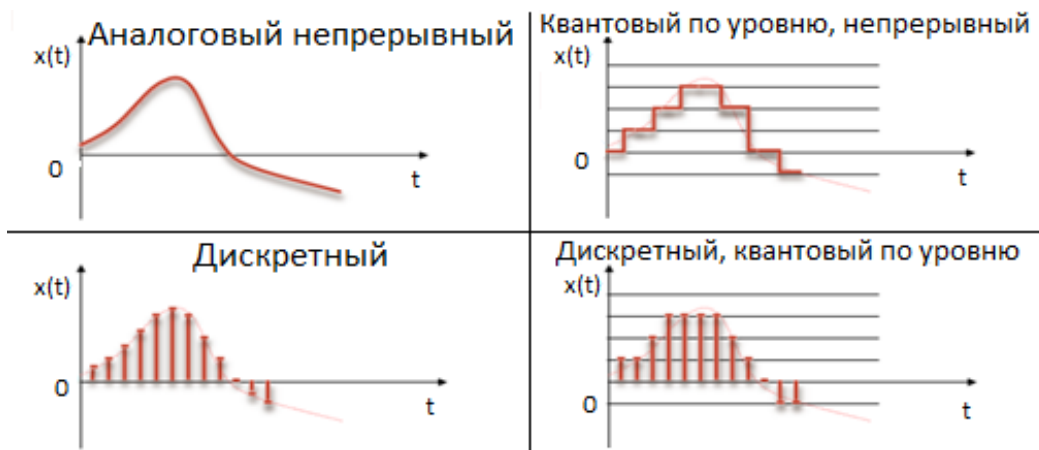 Аналоговый непрерывный
x(t)
0
t
Квантовый по уровню, непрерывный
x(t)
0
t
Дискретный
x(t)
0
t
Дискретный, квантовый по уровню
x(t)
0
t